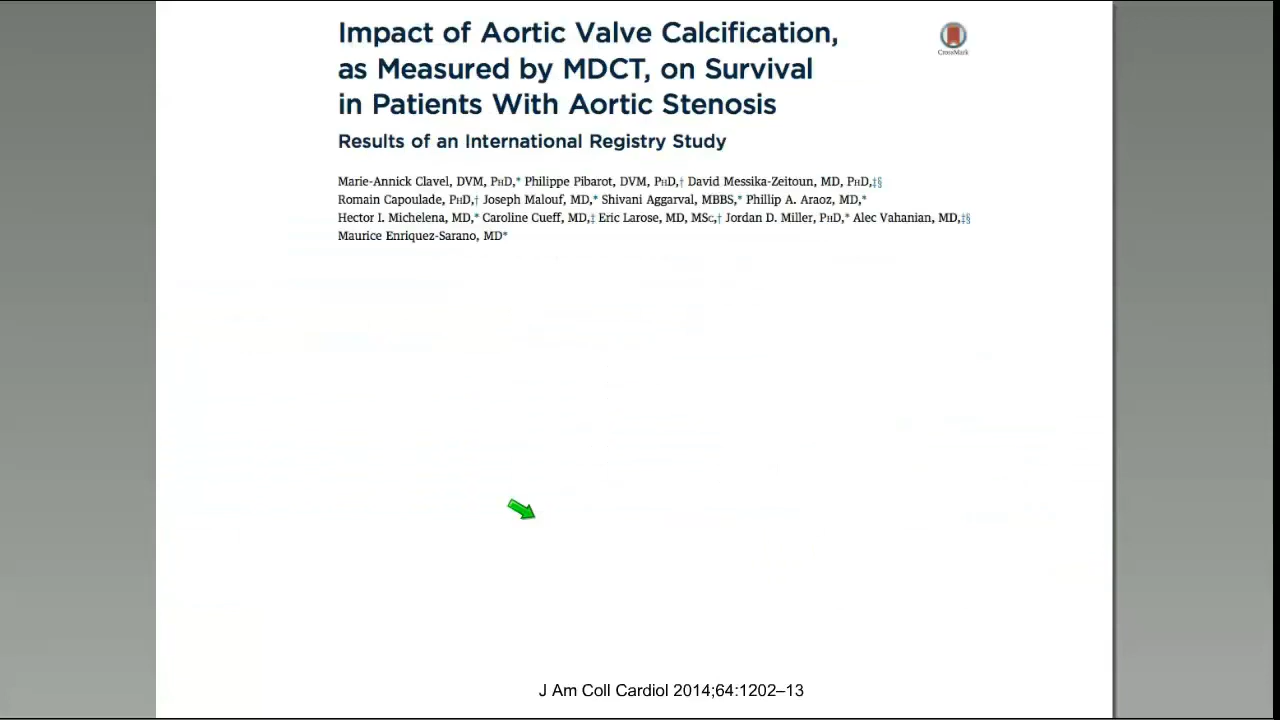 Impact of Aortic Valve Calcification,
as Measured by MDCT, on Survival
in Patients With Aortic Stenosis
CrossMark
Results of an International Registry Study
Marie-Annick Clavel, DVM, PhD,* Philippe Pibarot, DVM, PhD,† David Messika-Zeitoun, MD, PhD,‡§
Romain Capoulade, PhD,† Joseph Malouf, MD,* Shivani Aggarval, MBBS,* Phillip A. Araoz, MD,*
Hector I. Michelena, MD,* Caroline Cueff, MD,‡ Eric Larose, MD, MSc,† Jordan D. Miller, PhD,* Alec Vahanian, MD,‡§
Maurice Enriquez-Sarano, MD*
J Am Coll Cardiol 2014;64:1202–13